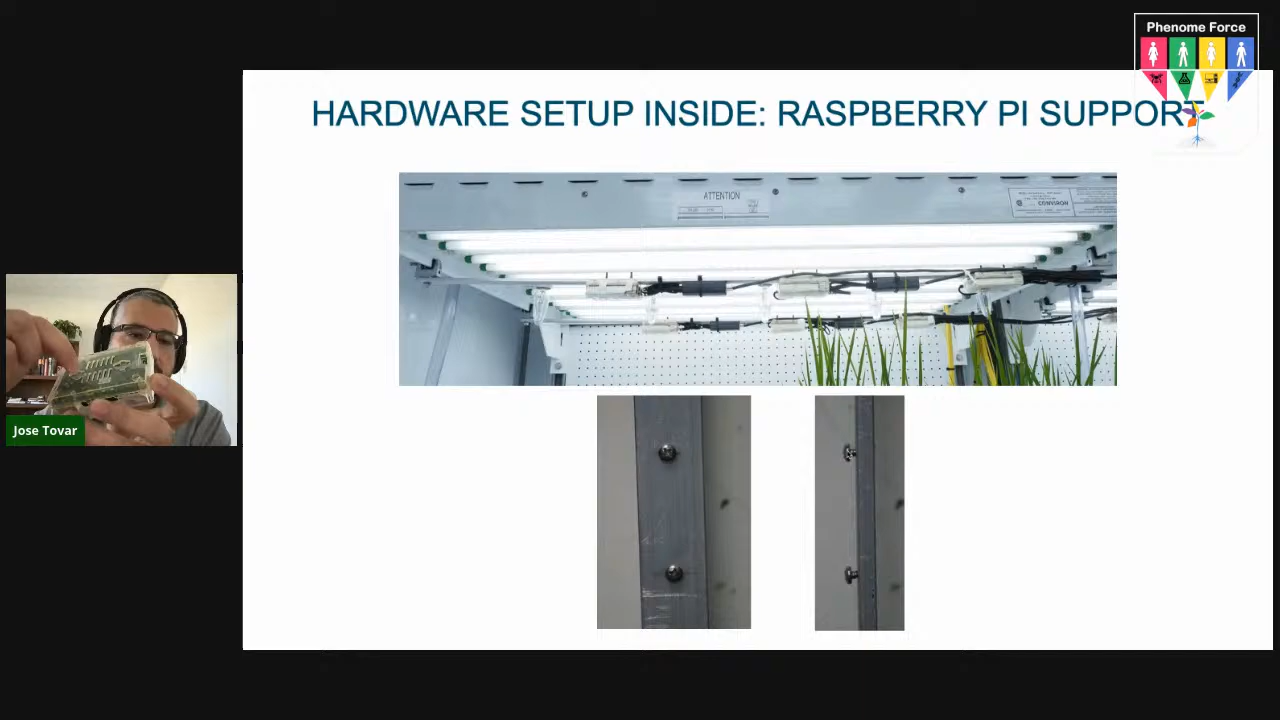 Phenome Force
HARDWARE SETUP INSIDE: RASPBERRY PI SUPPORT
ATTENTION
CONVIRON
Jose Tovar